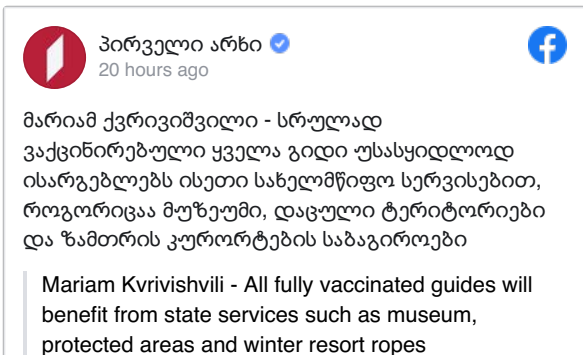 პირველი არხი
20 hours ago
მარიამ ქვრივიშვილი - სრულად
ვაქცინირებული ყველა გიდი უსასყიდლოდ
ისარგებლებს ისეთი სახელმწიფო სერვისებით,
როგორიცაა მუზეუმი, დაცული ტერიტორიები
და ზამთრის კურორტების საბაგიროები
Mariam Kvrivishvili - All fully vaccinated guides will
benefit from state services such as museum,
protected areas and winter resort ropes